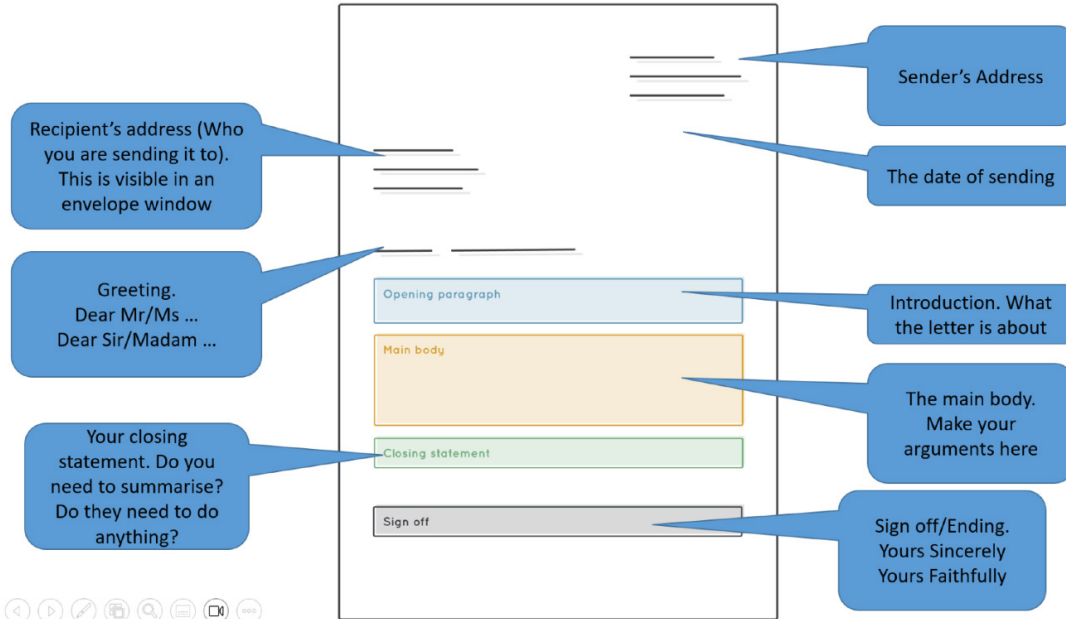 Sender's Address
Recipient's address (Who
you are sending it to).
This is visible in an
envelope window
The date of sending
Greeting.
Dear Mr/Ms ...
Dear Sir/Madam ...
Opening paragraph
Introduction. What
the letter is about
Main body
The main body.
Make your
arguments here
Your closing
statement. Do you
need to summarise?
Do they need to do
anything?
Closing statement
Sign off
Sign off/Ending.
Yours Sincerely
Yours Faithfully